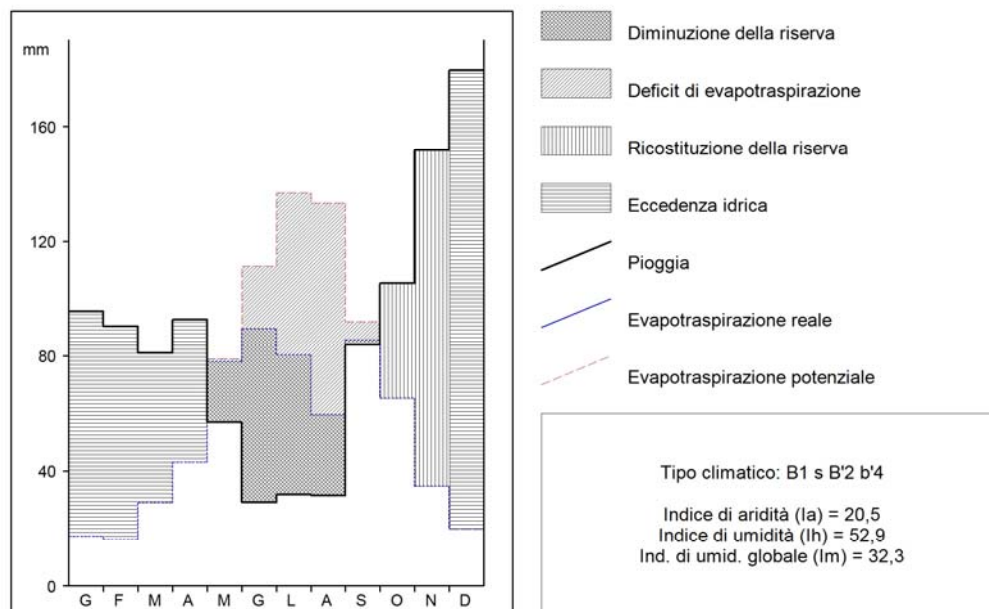 mm
160
120
80
40
0
G F M A M G L A S O N D
Diminuzione della riserva
Deficit di evapotraspirazione
Ricostituzione della riserva
Eccedenza idrica
Pioggia
Evapotraspirazione reale
Evapotraspirazione potenziale
Tipo climatico: B1 s B'2 b'4
Indice di aridità (Ia) = 20,5
Indice di umidità (Ih) = 52,9
Ind. di umid. globale (Im) = 32,3